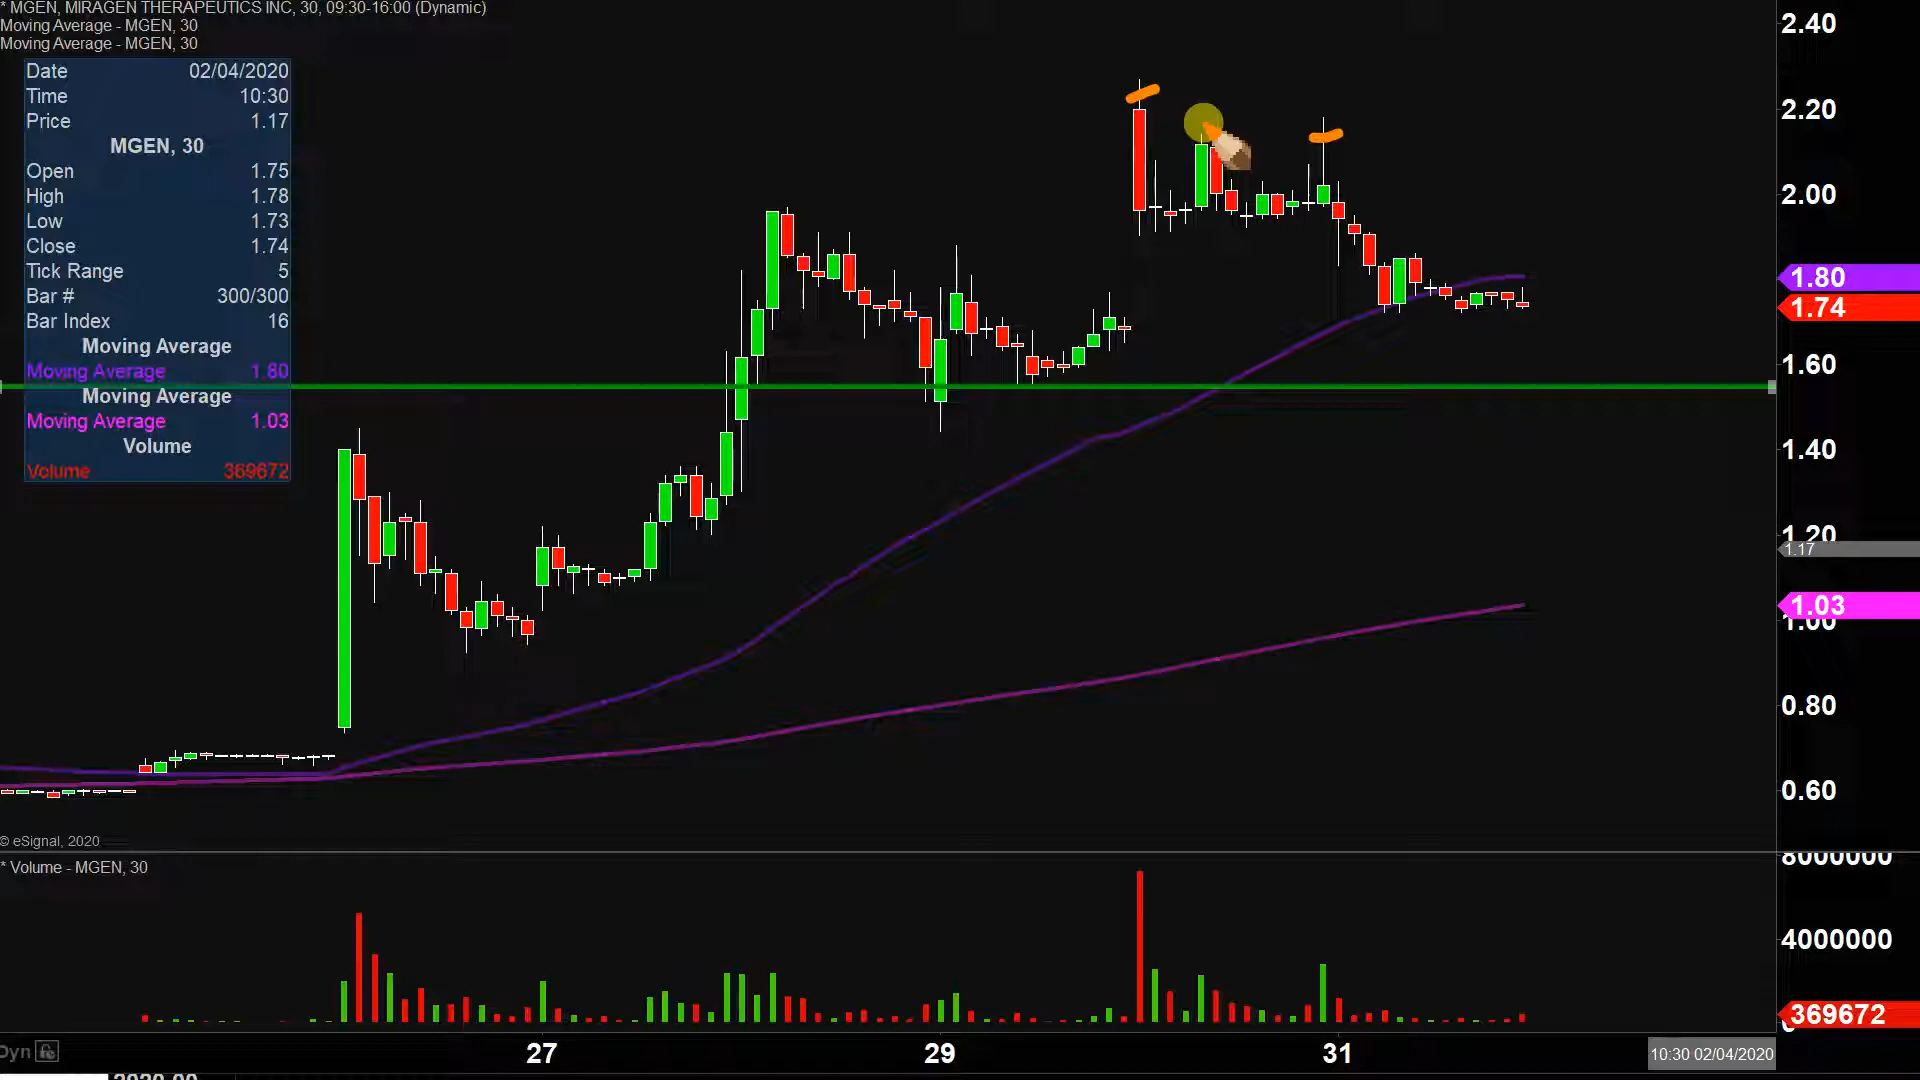 * MGEN, MIRAGEN THERAPEUTICS INC, 30, 09:30-16:00 (Dynamic)
Moving Average - MGEN, 30
Moving Average - MGEN, 30
Date 02/04/2020
Time 10:30
Price 1.17
MGEN, 30
Open 1.75
High 1.78
Low 1.73
Close 1.74
Tick Range 5
Bar # 300/300
Bar Index 16
Moving Average
Moving Average 1.80
Moving Average
Moving Average 1.03
Volume
Volume 369672
2.40
2.20
2.00
1.80
1.74
1.60
1.40
1.20
1.17
1.03
1.00
0.80
0.60
© eSignal, 2020
* Volume - MGEN, 30
8000000
4000000
369672
0
Dyn
27
29
31
10:30 02/04/2020